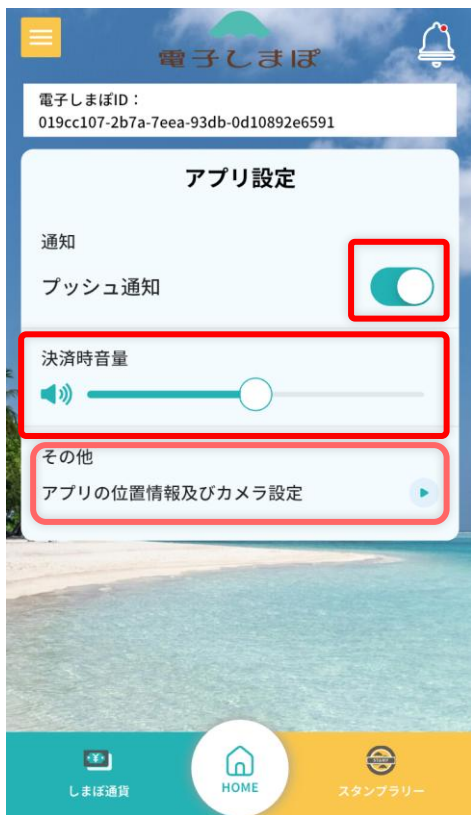 電子しまぽ
電子しまぽID：
019cc107-2b7a-7eea-93db-0d10892e6591
アプリ設定
通知
プッシュ通知
決済時音量
その他
アプリの位置情報及びカメラ設定
しまぽ通貨
HOME
スタンプラリー